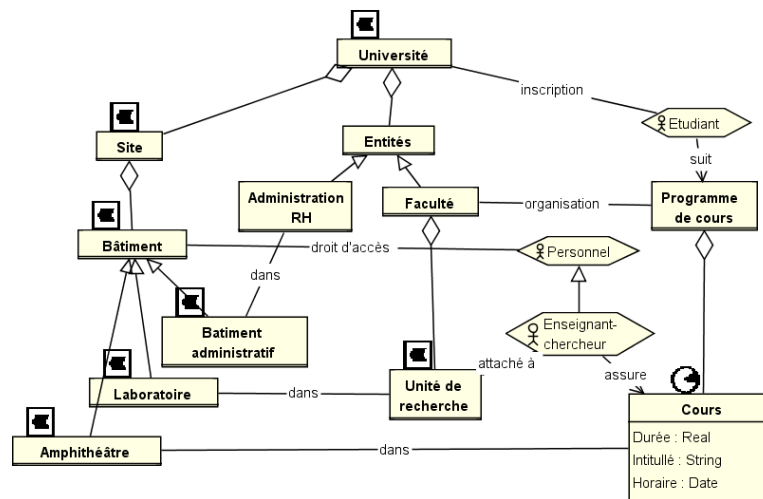 Université
inscription
Etudiant
Site
Entités
suit
Administration
RH
Faculté
organisation
Programme
de cours
Bâtiment
droit d'accès
Personnel
dans
Batiment
administratif
Enseignant-
chercheur
attaché à
assure
Laboratoire
dans
Unité de
recherche
Cours
Amphithéâtre
dans
Durée : Real
Intitullé : String
Horaire : Date